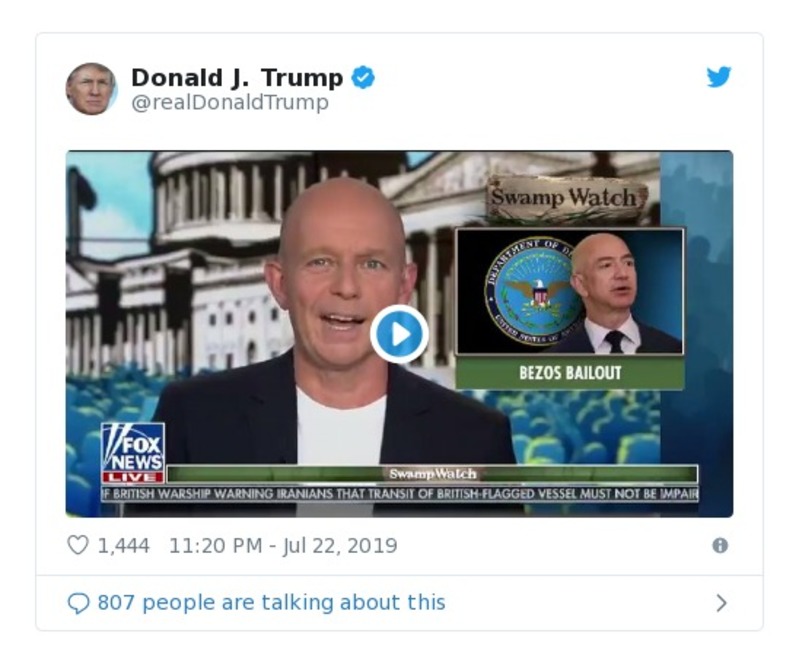 Donald J. Trump
@realDonaldTrump
Swamp Watch
DEPARTMENT OF DE
UNITED STATES OF A
BEZOS BAILOUT
FOX
NEWS
LIVE
SwampWatch
F BRITISH WARSHIP WARNING IRANIANS THAT TRANSIT OF BRITISH-FLAGGED VESSEL MUST NOT BE IMPAIR
1,444 11:20 PM - Jul 22, 2019
807 people are talking about this